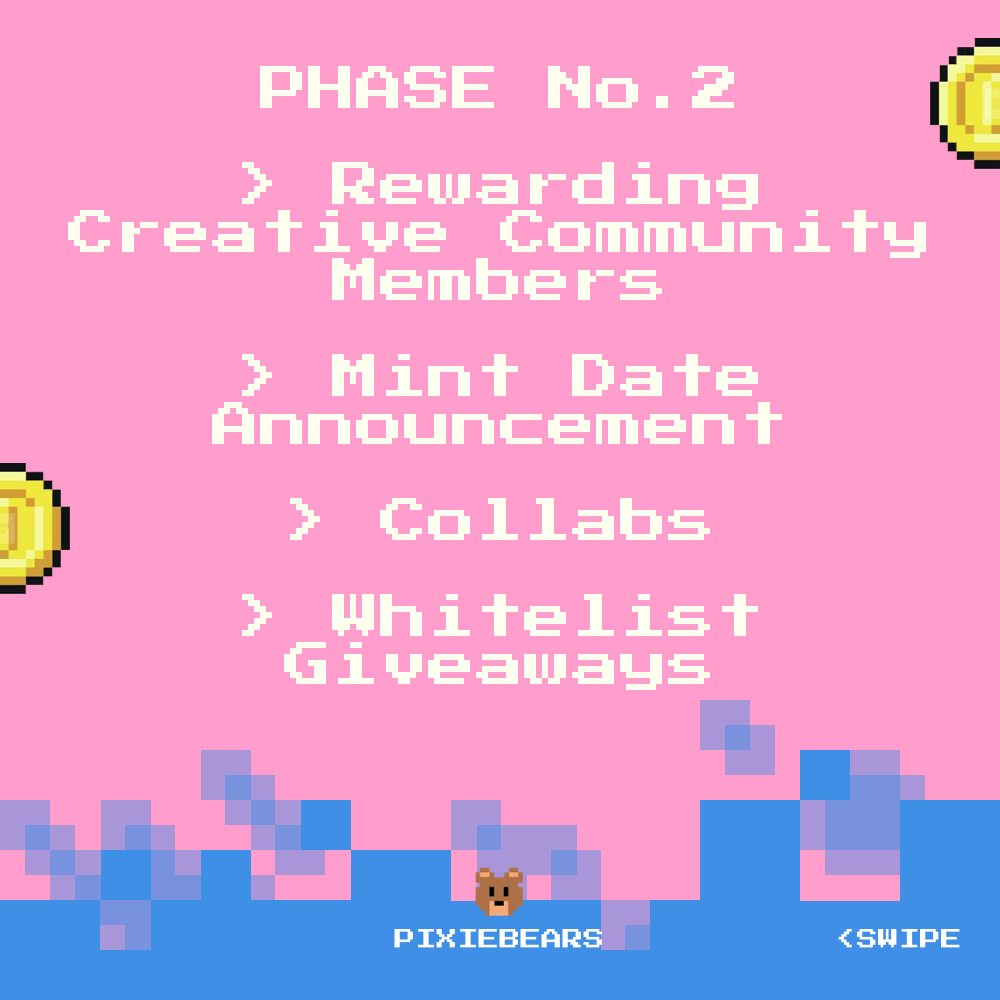 PHASE No.2
> Rewarding
Creative Community
Members
> Mint Date
Announcement
> Collabs
> Whitelist
Giveaways
PIXIEBEARS
<SWIPE